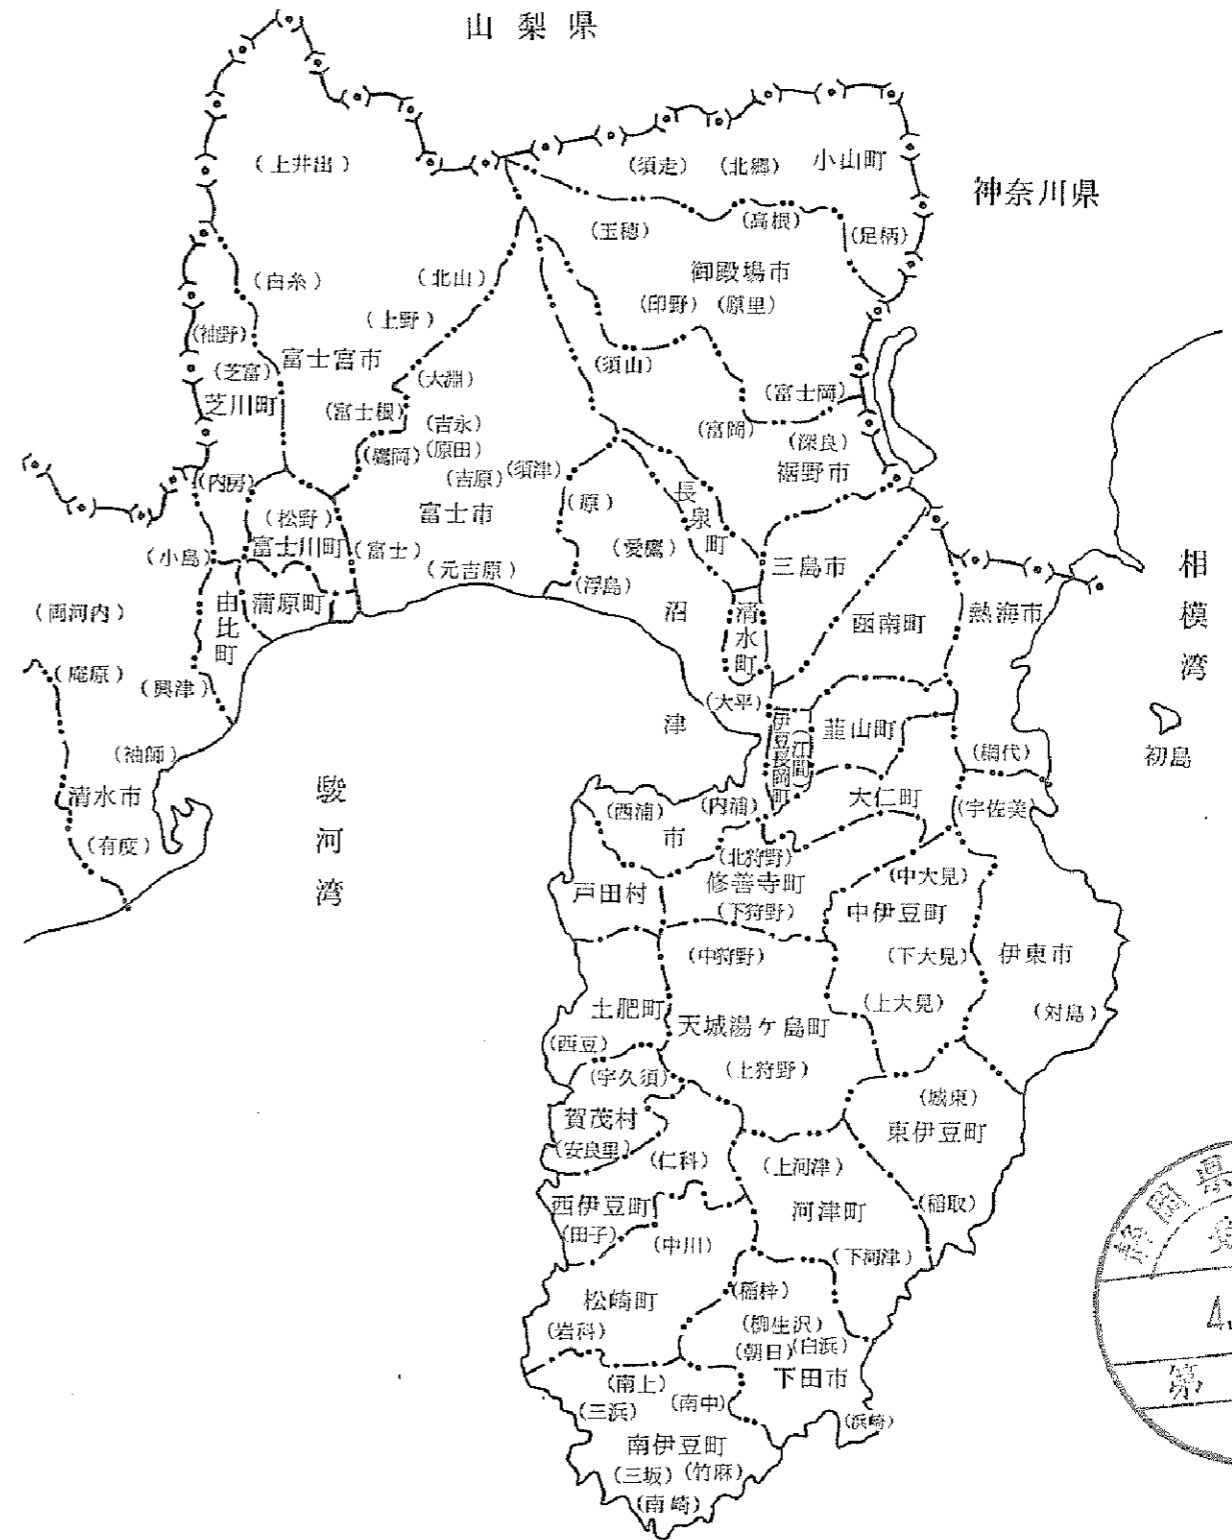 山梨県
(上井出)
(須走)
(北郷)
小山町
神奈川県
(玉穂)
(高根)
(足柄)
(白糸)
(北山)
御殿場市
(印野)
(原里)
(袖野)
(上野)
富士宮市
(芝富)
芝川町
(大淵)
(須山)
(富士岡)
(富士根)
(吉永)
(富岡)
(深良)
(鷹岡)
(原田)
(吉原)
(須津)
裾野市
(内房)
(松野)
富士市
(原)
長泉町
(小島)
富士川町
(富士)
(愛鷹)
三島市
(元吉原)
(浮島)
相模湾
(両河内)
由比町
蒲原町
沼津市
清水町
函南町
熱海市
(庵原)
(興津)
(大平)
伊豆長岡町
(江間)
韮山町
初島
(袖師)
駿河湾
(網代)
清水市
(西浦)
(内浦)
大仁町
(宇佐美)
(有度)
(北狩野)
戸田村
修善寺町
(中大見)
(下狩野)
中伊豆町
(中狩野)
(下大見)
伊東市
土肥町
天城湯ケ島町
(上大見)
(対島)
(西豆)
(宇久須)
(上狩野)
(城東)
賀茂村
東伊豆町
(安良里)
(仁科)
(上河津)
西伊豆町
河津町
(稲取)
(田子)
(中川)
(下河津)
松崎町
(稲梓)
(岩科)
(柳生沢)
(朝日)
(白浜)
(南上)
下田市
(三浜)
(南中)
(浜崎)
南伊豆町
(三坂)
(竹麻)
(南崎)
静岡県
4.
第